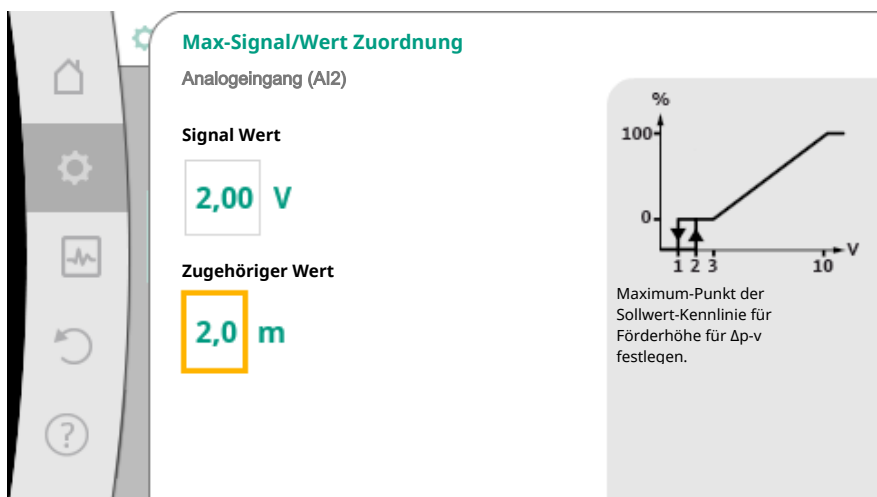 Max-Signal/Wert Zuordnung
Analogeingang (AI2)
Signal Wert
2,00 V
Zugehöriger Wert
2,0 m
%
100
0
1 2 3 10 V
Maximum-Punkt der
Sollwert-Kennlinie für
Förderhöhe für Δp-v
festlegen.
?